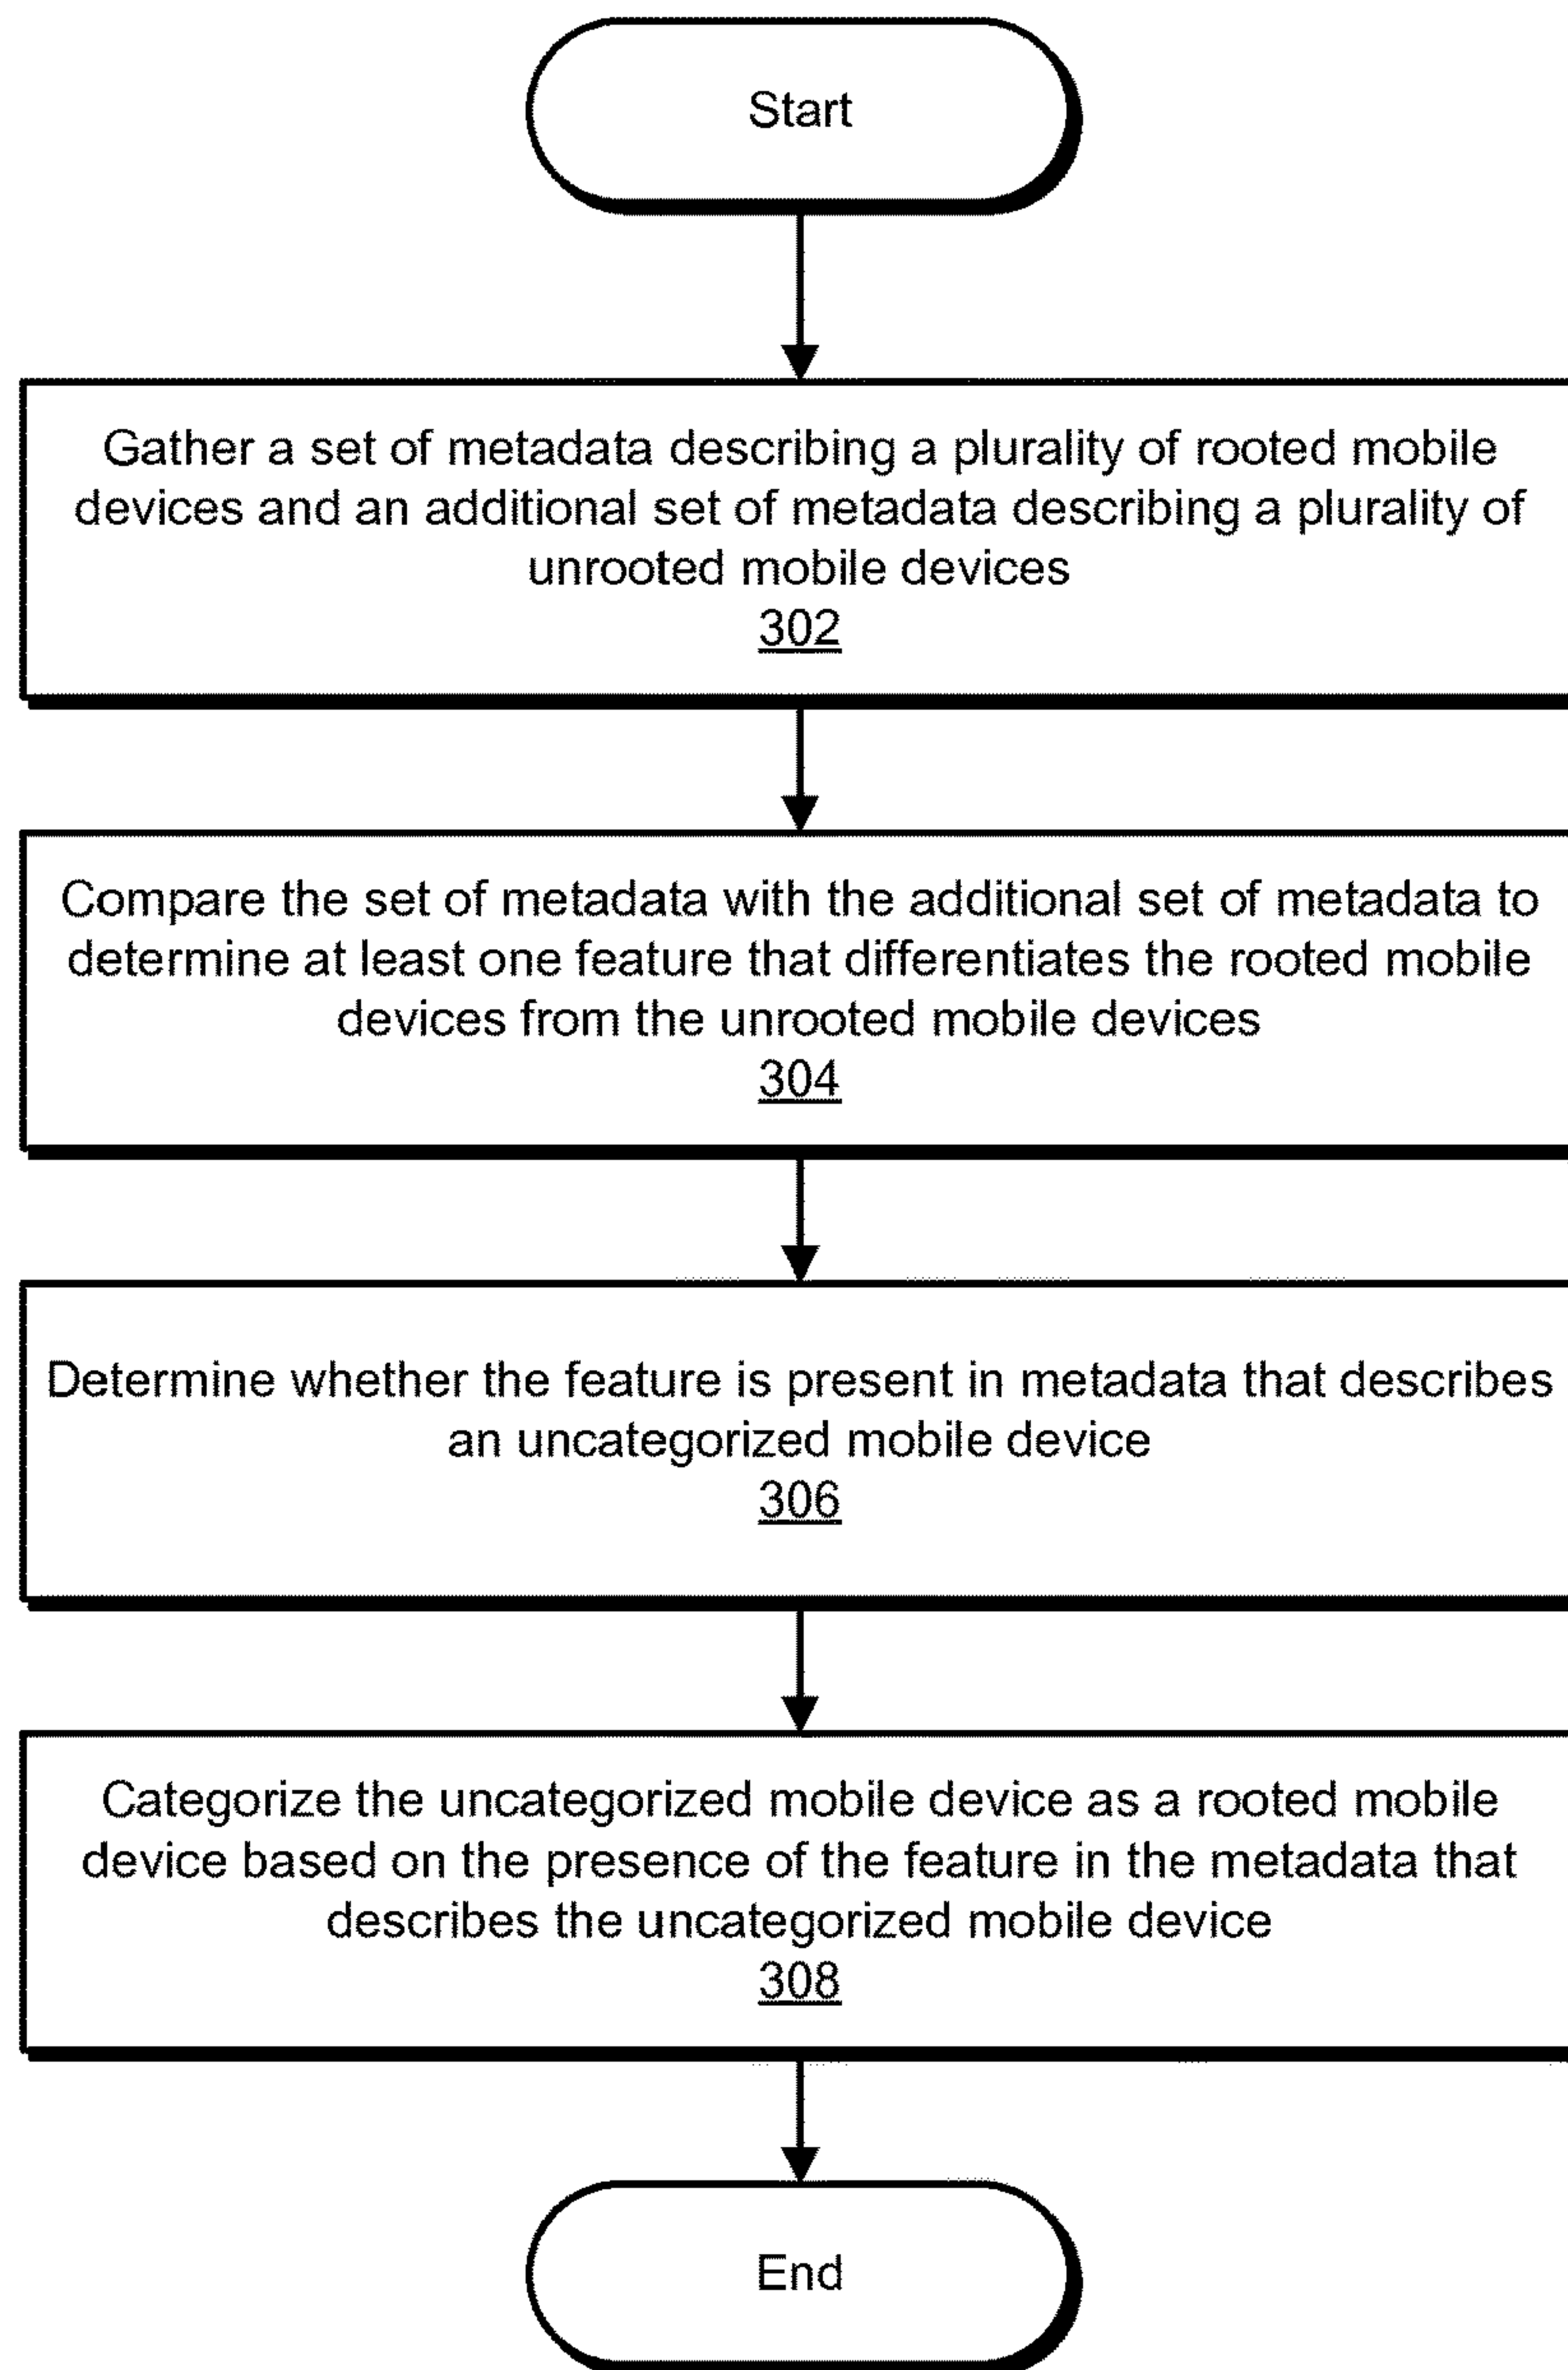 Start
Gather a set of metadata describing a plurality of rooted mobile
devices and an additional set of metadata describing a plurality of
unrooted mobile devices
302
Compare the set of metadata with the additional set of metadata to
determine at least one feature that differentiates the rooted mobile
devices from the unrooted mobile devices
304
Determine whether the feature is present in metadata that describes
an uncategorized mobile device
306
Categorize the uncategorized mobile device as a rooted mobile
device based on the presence of the feature in the metadata that
describes the uncategorized mobile device
308
End